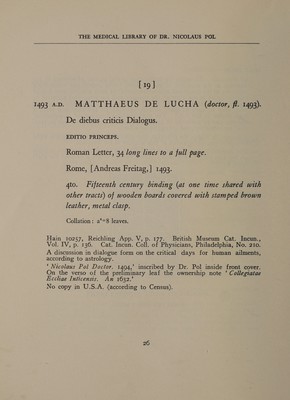 THE MEDICAL LIBRARY OF DR. NICOLAUS POL
[ 19 ]
1493 A.D. MATTHAEUS DE LUCHA (doctor, fl. 1493).
De diebus criticis Dialogus.
EDITIO PRINCEPS.
Roman Letter, 34 long lines to a full page.
Rome, [Andreas Freitag,] 1493.
4to. Fifteenth century binding (at one time shared with
other tracts) of wooden boards covered with stamped brown
leather, metal clasp.
Collation : a⁸=8 leaves.
Hain 10257, Reichling App. V, p. 177. British Museum Cat. Incun.,
Vol. IV, p. 136. Cat. Incun. Coll. of Physicians, Philadelphia, No. 210.
A discussion in dialogue form on the critical days for human ailments,
according to astrology.
' Nicolaus Pol Doctor. 1494,' inscribed by Dr. Pol inside front cover.
On the verso of the preliminary leaf the ownership note ' Collegiatae
Ecclïae Inticensis. An 1632.'
No copy in U.S.A. (according to Census).
26